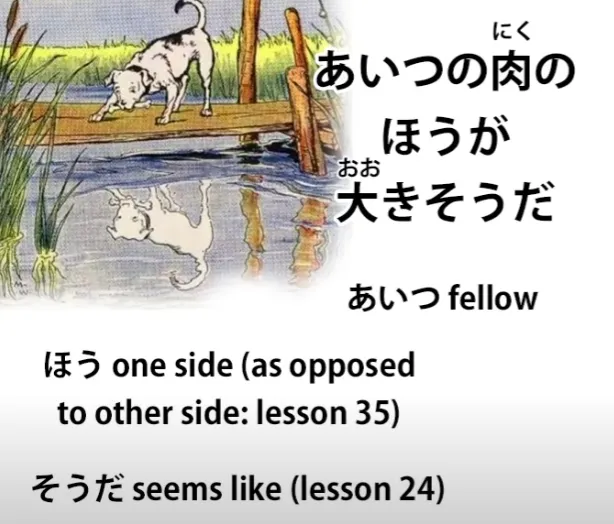 あいつの肉の
にく
ほうが
大きそうだ
おお
あいつ fellow
ほう one side (as opposed
to other side: lesson 35)
そうだ seems like (lesson 24)